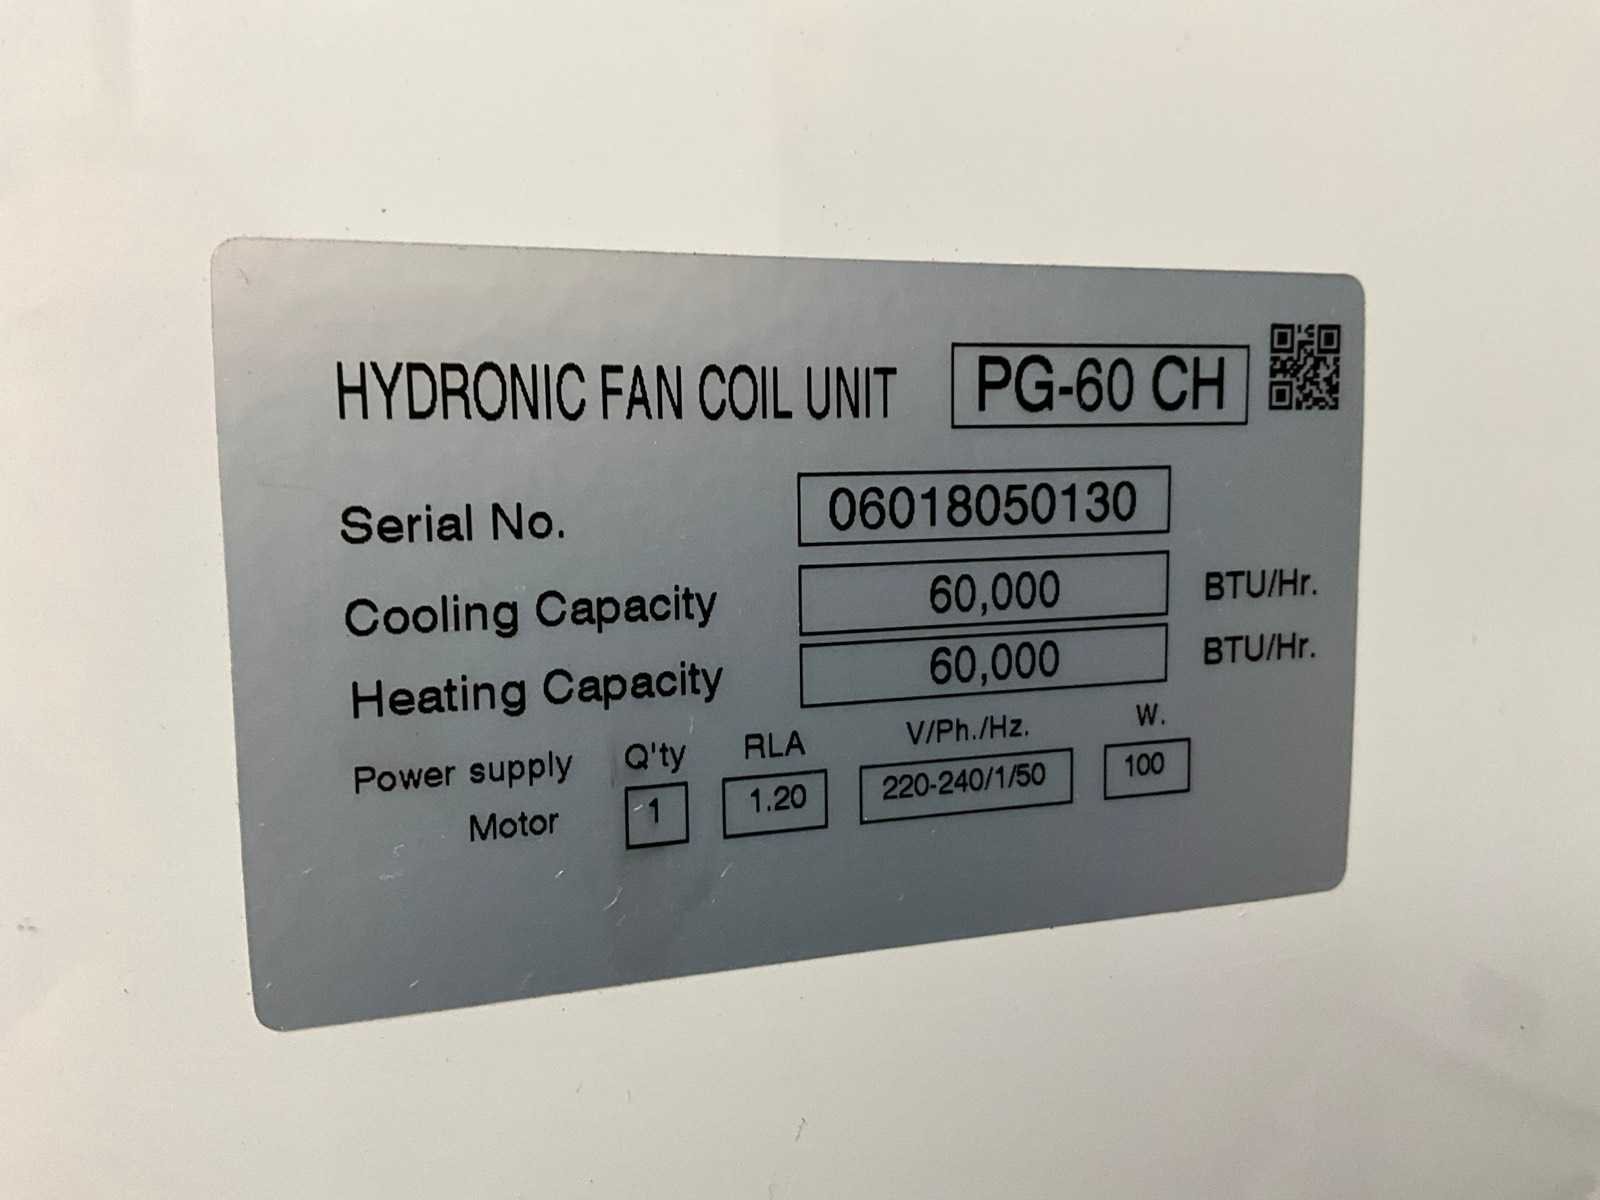 HYDRONIC FAN COIL UNIT PG-60 CH
Serial No. 06018050130
Cooling Capacity 60,000 BTU/Hr.
Heating Capacity 60,000 BTU/Hr.
Q'ty RLA V/Ph./Hz. W.
Power supply
Motor 1 1.20 220-240/1/50 100